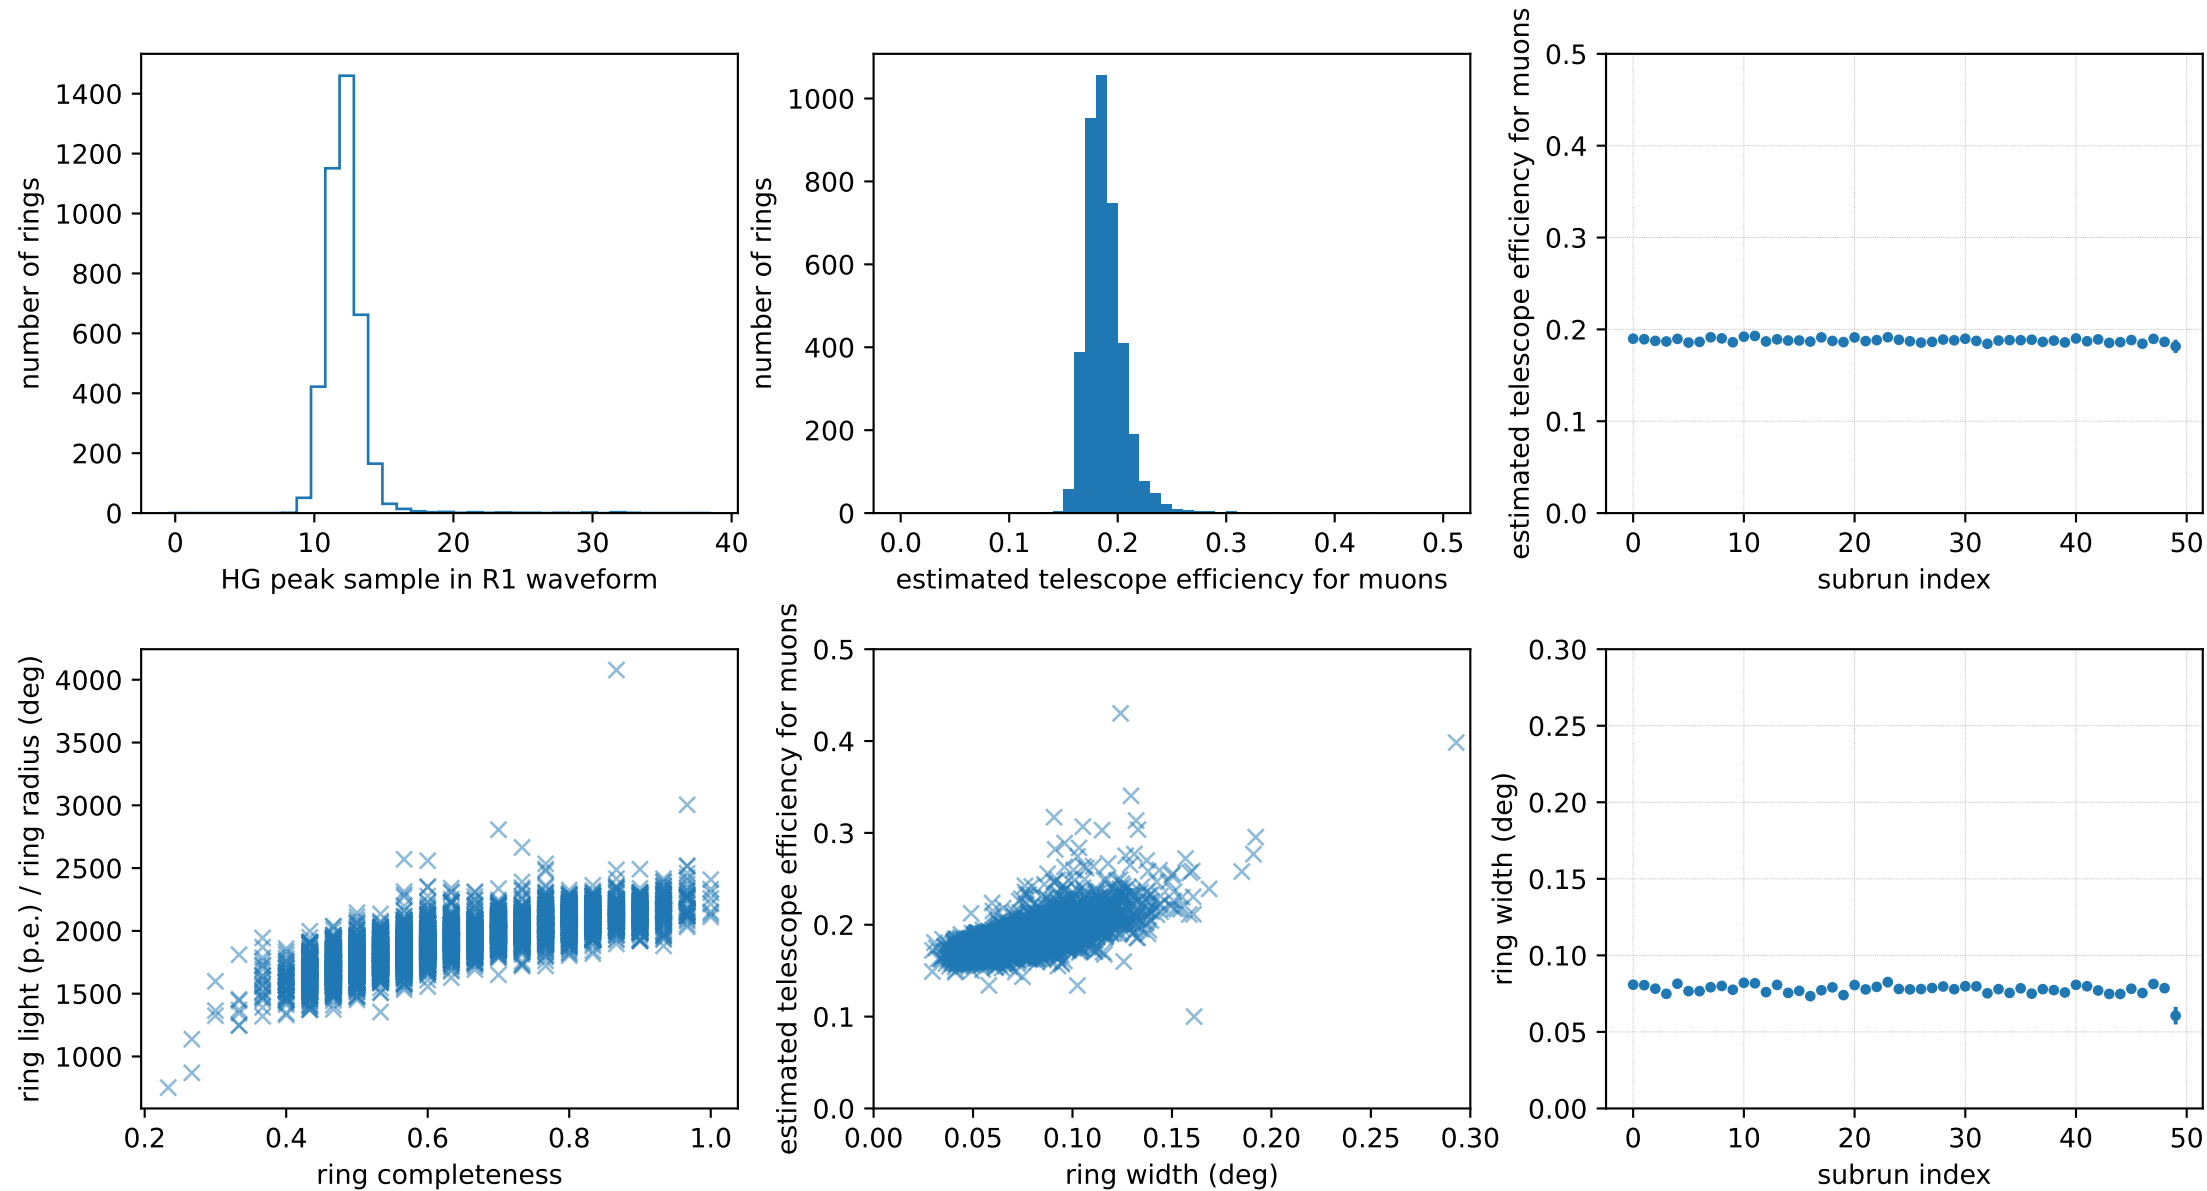 number of rings
1400
1200
1000
800
600
400
200
0
0 10 20 30 40
HG peak sample in R1 waveform
number of rings
1000
800
600
400
200
0
0.0 0.1 0.2 0.3 0.4 0.5
estimated telescope efficiency for muons
estimated telescope efficiency for muons
0.5
0.4
0.3
0.2
0.1
0.0
0 10 20 30 40 50
subrun index
ring light (p.e.) / ring radius (deg)
4000
3500
3000
2500
2000
1500
1000
0.2 0.4 0.6 0.8 1.0
ring completeness
estimated telescope efficiency for muons
0.5
0.4
0.3
0.2
0.1
0.0
0.00 0.05 0.10 0.15 0.20 0.25 0.30
ring width (deg)
ring width (deg)
0.30
0.25
0.20
0.15
0.10
0.05
0.00
0 10 20 30 40 50
subrun index